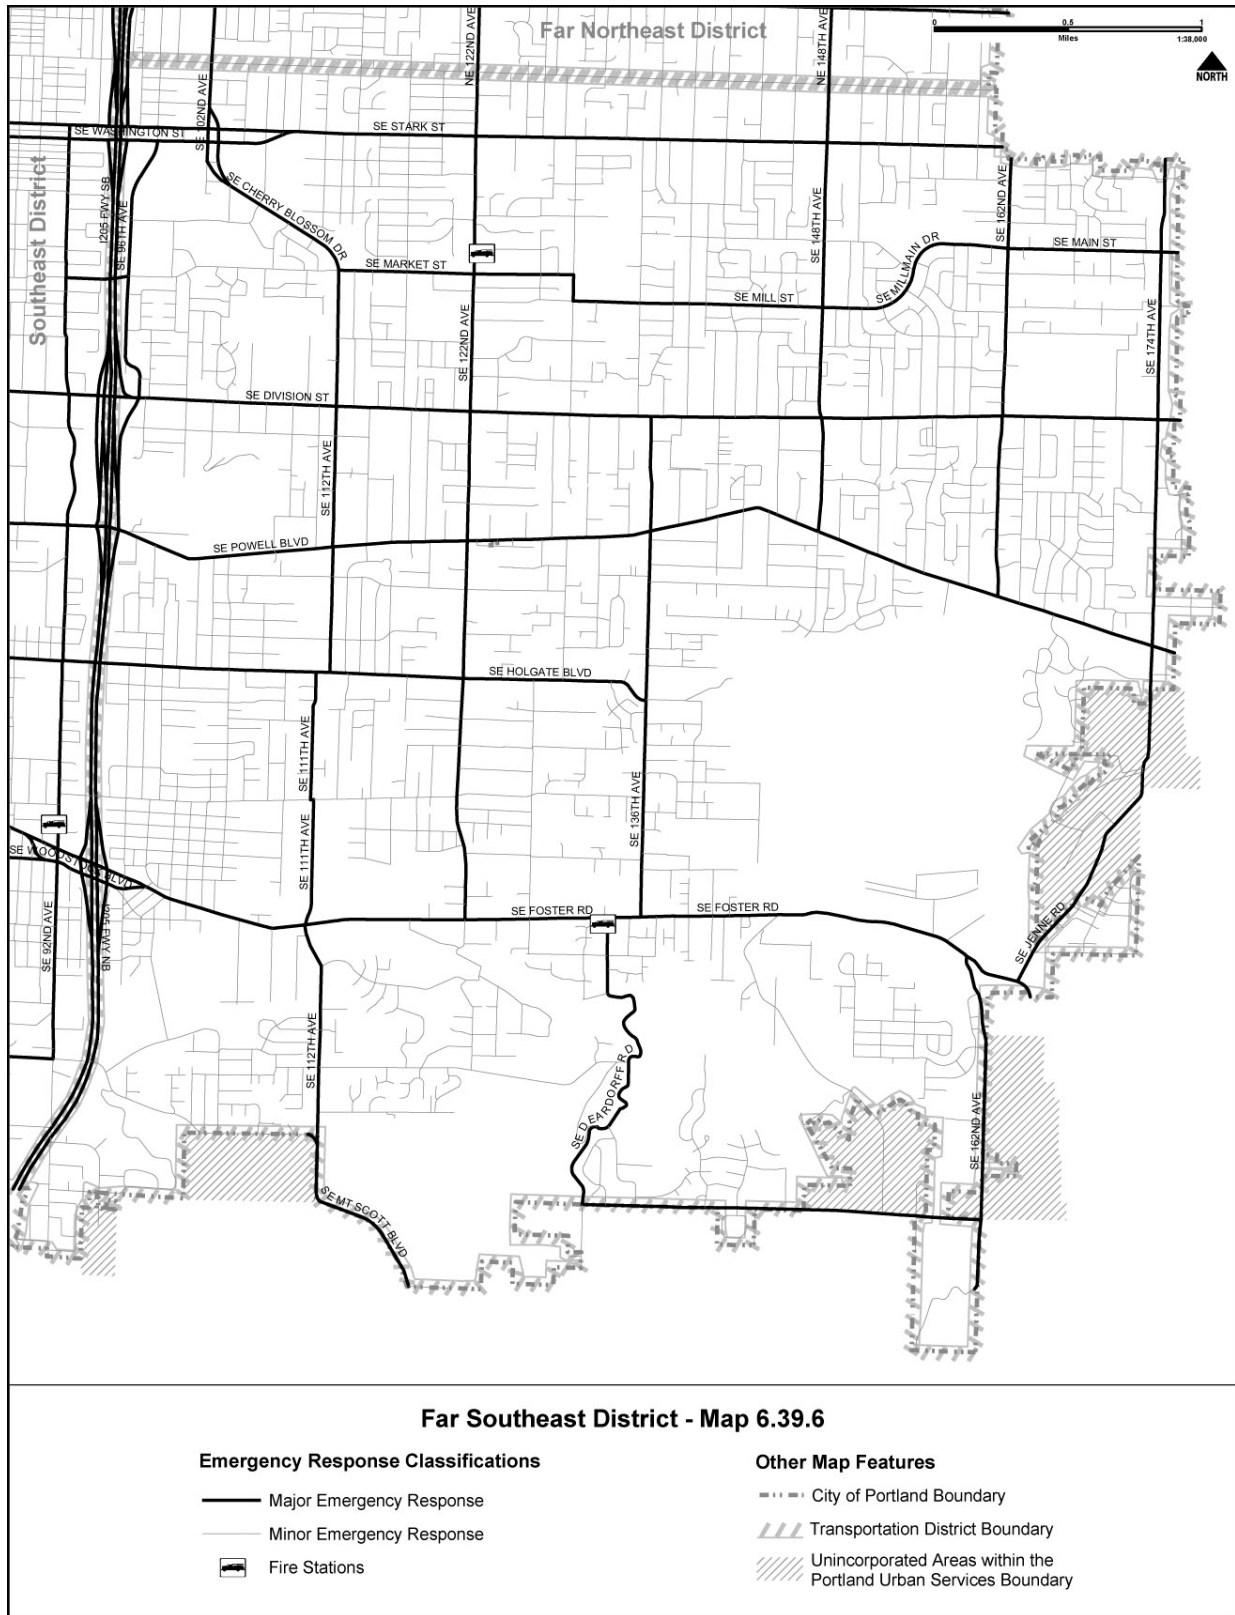 Far Northeast District
0 0.5 1
Miles 1:38,000
NORTH
NE 122ND AVE
NE 148TH AVE
SE 102ND AVE
SE WASHINGTON ST
SE STARK ST
Southeast District
I205 FWY SB
SE 96TH AVE
SE CHERRY BLOSSOM DR
SE 148TH AVE
SE 162ND AVE
SE MARKET ST
SE MILLMAIN DR
SE MAIN ST
SE MILL ST
SE 122ND AVE
SE 174TH AVE
SE DIVISION ST
SE 112TH AVE
SE POWELL BLVD
SE HOLGATE BLVD
SE 111TH AVE
SE 136TH AVE
SE 111TH AVE
SE WOODSTOCK BLVD
SE 92ND AVE
I205 FWY NB
SE FOSTER RD
SE FOSTER RD
SE JENNE RD
SE 112TH AVE
SE DEARDORFF RD
SE 162ND AVE
SE MT SCOTT BLVD
Far Southeast District - Map 6.39.6
Emergency Response Classifications
Major Emergency Response
Minor Emergency Response
Fire Stations
Other Map Features
City of Portland Boundary
Transportation District Boundary
Unincorporated Areas within the
Portland Urban Services Boundary